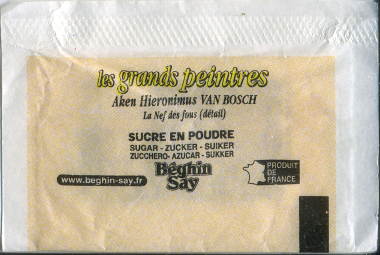 les grands peintres
Aken Hieronimus VAN BOSCH
La Nef des fous (détail)
SUCRE EN POUDRE
SUGAR - ZUCKER - SUIKER
ZUCCHERO - AZUCAR - SUKKER
Béghin
Say
www.beghin-say.fr
PRODUIT
DE
FRANCE